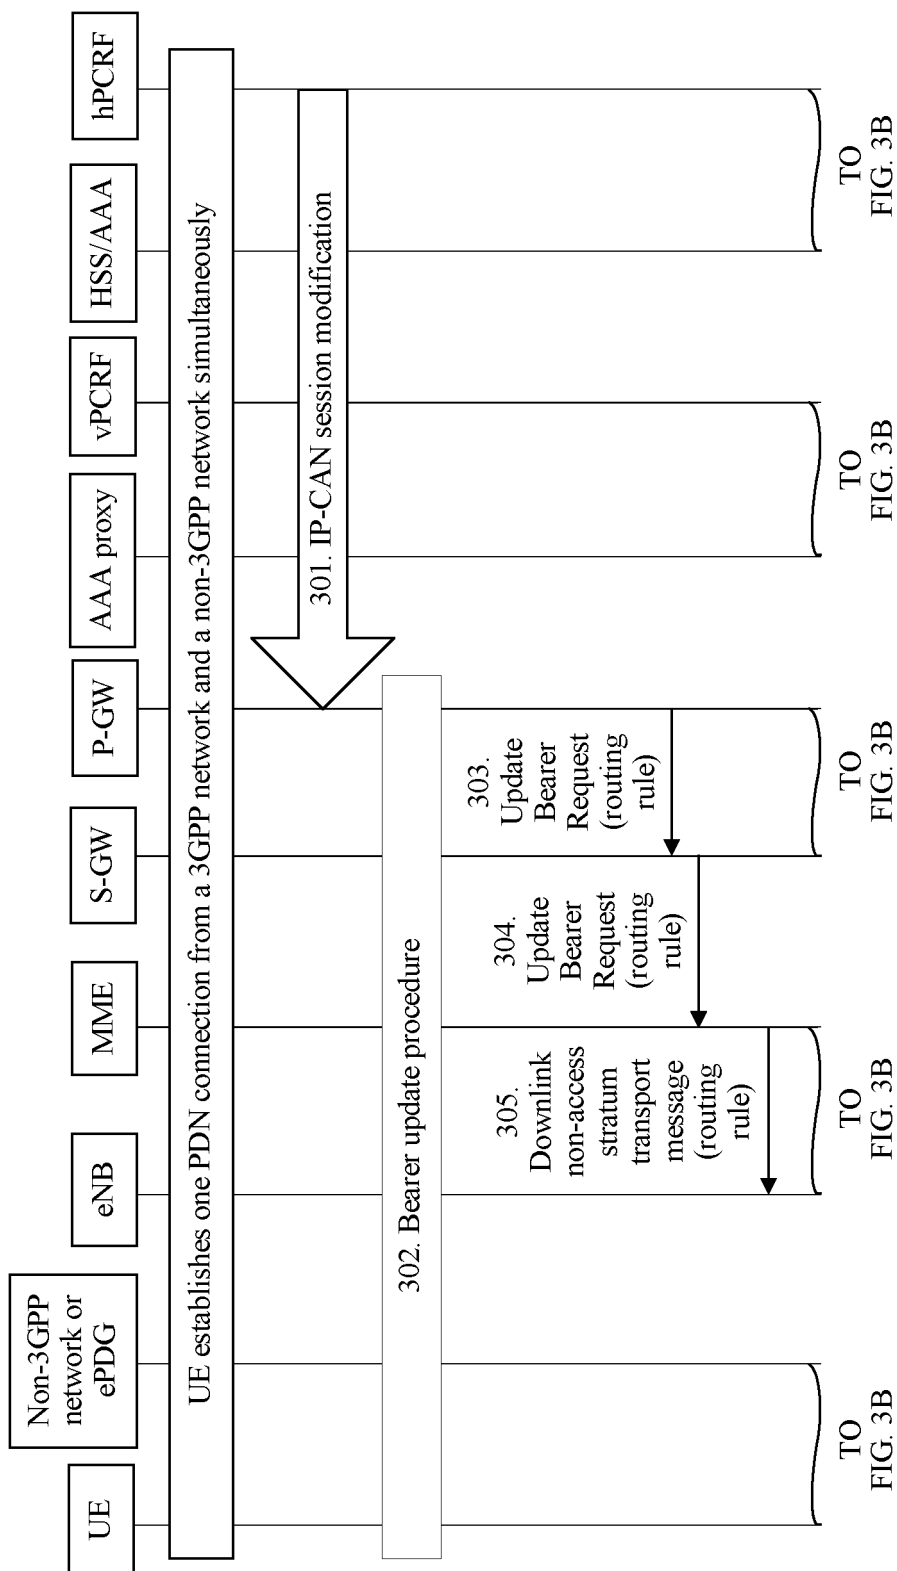 UE
Non-3GPP
network or
ePDG
eNB
MME
S-GW
P-GW
AAA proxy
vPCRF
HSS/AAA
hPCRF
UE establishes one PDN connection from a 3GPP network and a non-3GPP network simultaneously
301. IP-CAN session modification
302. Bearer update procedure
303.
Update
Bearer
Request
(routing
rule)
304.
Update
Bearer
Request
(routing
rule)
305.
Downlink
non-access
stratum
transport
message
(routing
rule)
TO
FIG. 3B
TO
FIG. 3B
TO
FIG. 3B
TO
FIG. 3B
TO
FIG. 3B